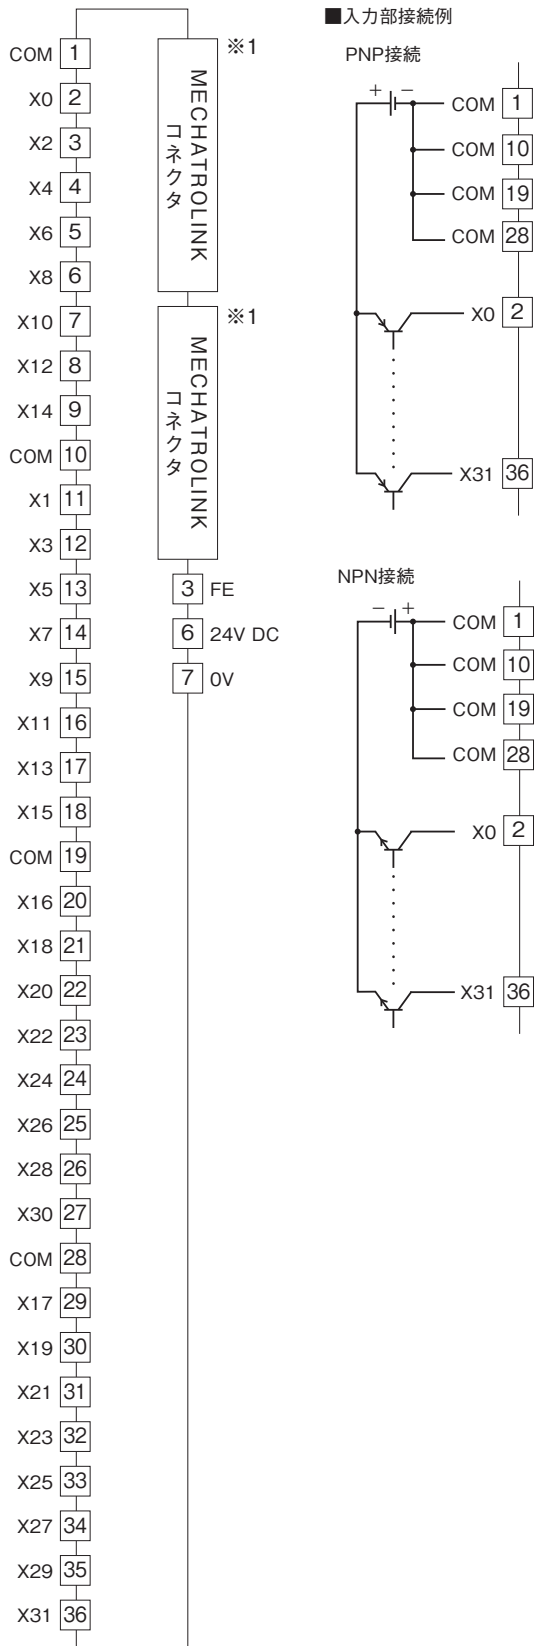 COM 1
X0 2
X2 3
X4 4
X6 5
X8 6
X10 7
X12 8
X14 9
COM 10
X1 11
X3 12
X5 13
X7 14
X9 15
X11 16
X13 17
X15 18
COM 19
X16 20
X18 21
X20 22
X22 23
X24 24
X26 25
X28 26
X30 27
COM 28
X17 29
X19 30
X21 31
X23 32
X25 33
X27 34
X29 35
X31 36
MECHATROLINK
コネクタ
※1
MECHATROLINK
コネクタ
※1
3 FE
6 24V DC
7 0V
■入力部接続例
PNP接続
+ −
COM 1
COM 10
COM 19
COM 28
X0 2
X31 36
NPN接続
− +
COM 1
COM 10
COM 19
COM 28
X0 2
X31 36